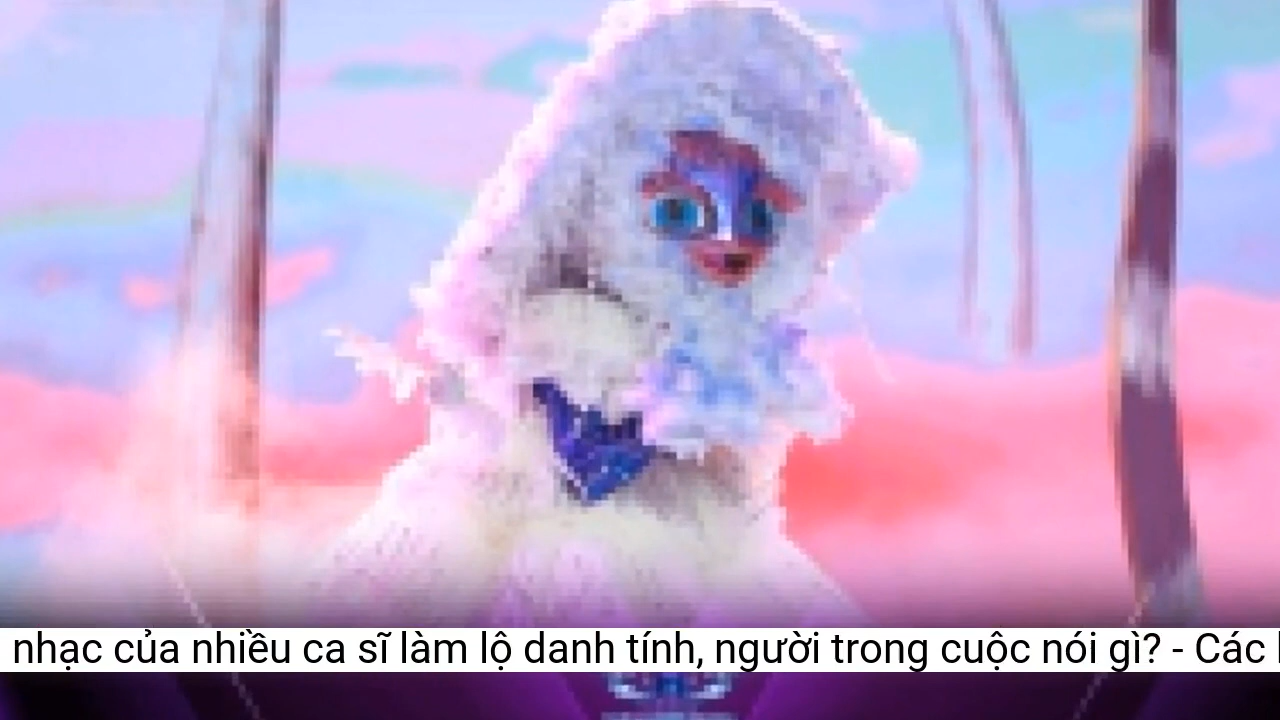 nhạc của nhiều ca sĩ làm lộ danh tính, người trong cuộc nói gì? - Các